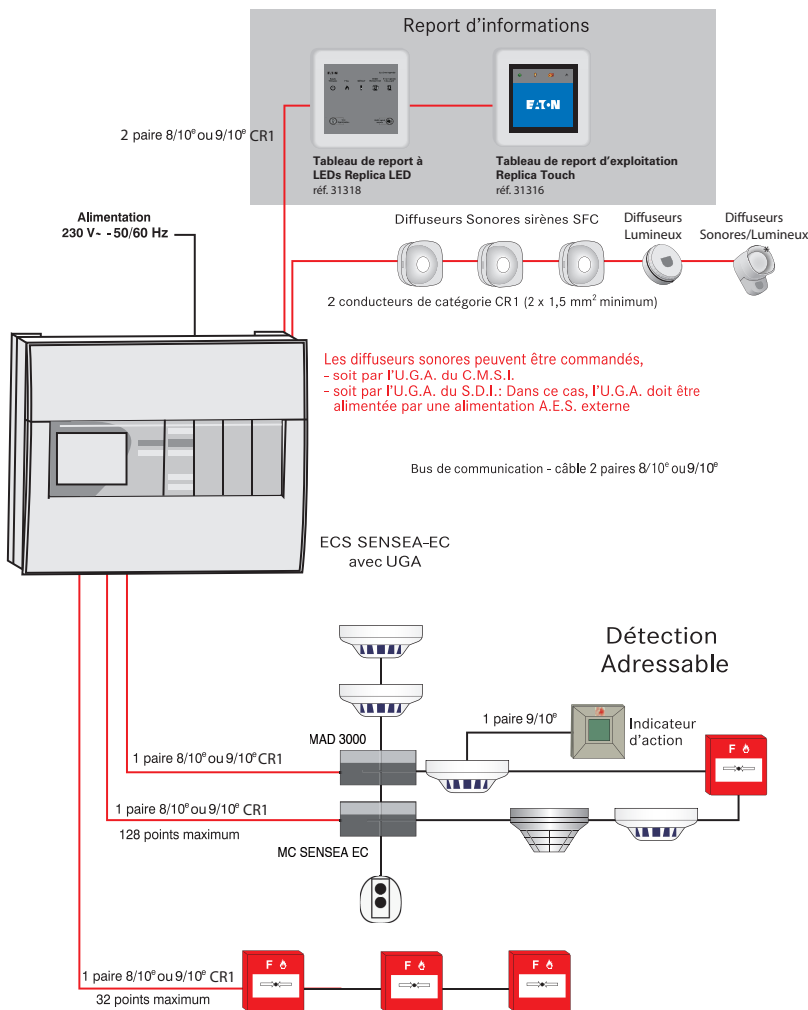 Report d'informations
EATON
EATON
2 paire 8/10e ou 9/10e CR1
Tableau de report à
LEDs Replica LED
réf. 31318
Tableau de report d'exploitation
Replica Touch
réf. 31316
Alimentation
230 V~ - 50/60 Hz
Diffuseurs Sonores sirènes SFC
Diffuseurs
Lumineux
Diffuseurs
Sonores/Lumineux
*
2 conducteurs de catégorie CR1 (2 x 1,5 mm² minimum)
Les diffuseurs sonores peuvent être commandés,
- soit par l'U.G.A. du C.M.S.I.
- soit par l'U.G.A. du S.D.I.: Dans ce cas, l'U.G.A. doit être
alimentée par une alimentation A.E.S. externe
Bus de communication - câble 2 paires 8/10e ou 9/10e
ECS SENSEA-EC
avec UGA
Détection
Adressable
1 paire 9/10e
Indicateur
d'action
MAD 3000
F
1 paire 8/10e ou 9/10e CR1
1 paire 8/10e ou 9/10e CR1
128 points maximum
MC SENSEA EC
1 paire 8/10e ou 9/10e CR1
32 points maximum
F
F
F